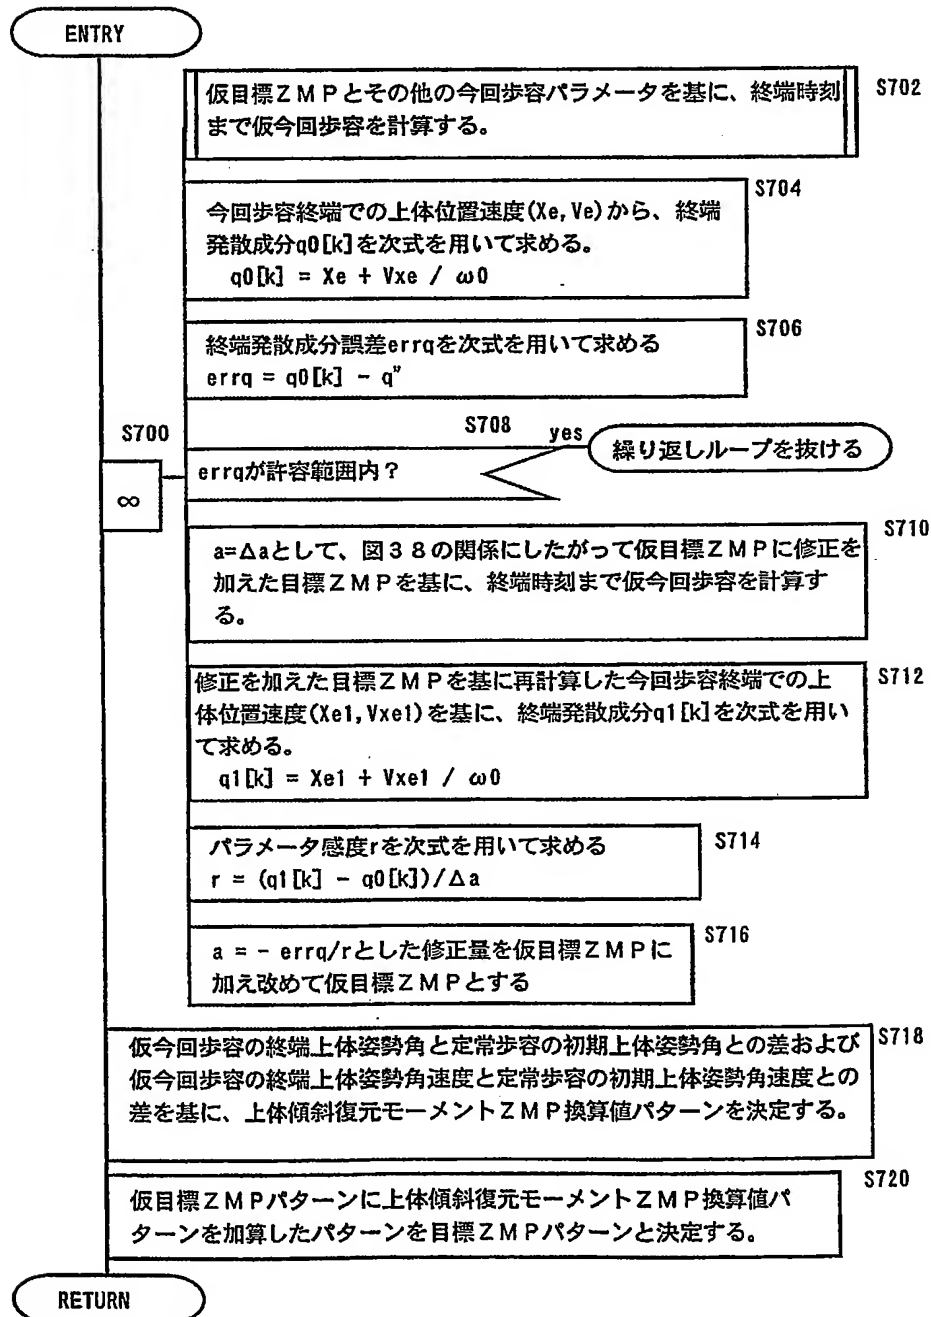 ENTRY
仮目標ZMPとその他の今回歩容パラメータを基に、終端時刻
まで仮今回歩容を計算する。
S702
今回歩容終端での上体位置速度(Xe,Ve)から、終端
発散成分q0[k]を次式を用いて求める。
q0[k] = Xe + Vxe / ω0
S704
終端発散成分誤差errqを次式を用いて求める
errq = q0[k] - q"
S706
S700
∞
S708
errqが許容範囲内？
yes
繰り返しループを抜ける
a=Δaとして、図38の関係にしたがって仮目標ZMPに修正を
加えた目標ZMPを基に、終端時刻まで仮今回歩容を計算す
る。
S710
修正を加えた目標ZMPを基に再計算した今回歩容終端での上
体位置速度(Xe1,Vxe1)を基に、終端発散成分q1[k]を次式を用い
て求める。
q1[k] = Xe1 + Vxe1 / ω0
S712
パラメータ感度rを次式を用いて求める
r = (q1[k] - q0[k])/Δa
S714
a = - errq/rとした修正量を仮目標ZMPに
加え改めて仮目標ZMPとする
S716
仮今回歩容の終端上体姿勢角と定常歩容の初期上体姿勢角との差および
仮今回歩容の終端上体姿勢角速度と定常歩容の初期上体姿勢角速度との
差を基に、上体傾斜復元モーメントZMP換算値パターンを決定する。
S718
仮目標ZMPパターンに上体傾斜復元モーメントZMP換算値パ
ターンを加算したパターンを目標ZMPパターンと決定する。
S720
RETURN